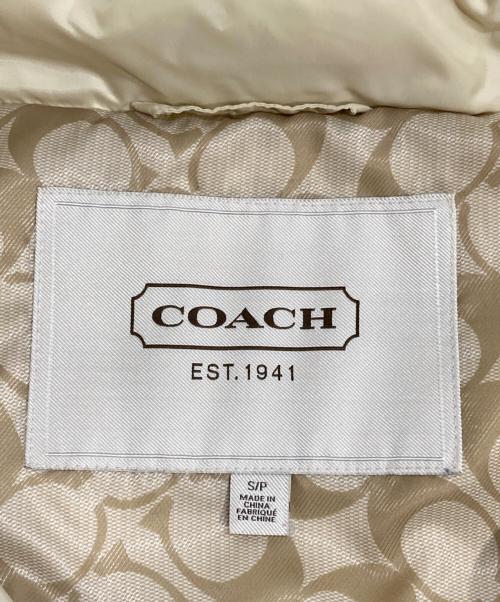 COACH
EST. 1941
S/P
MADE IN
CHINA
FABRIQUÉ
EN CHINE